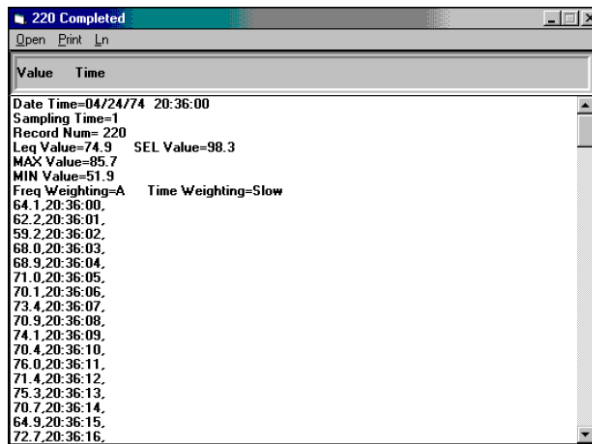 220 Completed
Open Print Ln
Value Time
Date Time=04/24/74 20:36:00
Sampling Time=1
Record Num= 220
Leq Value=74.9 SEL Value=98.3
MAX Value=85.7
MIN Value=51.9
Freq Weighting=A Time Weighting=Slow
64.1,20:36:00,
62.2,20:36:01,
59.2,20:36:02,
68.0,20:36:03,
68.9,20:36:04,
71.0,20:36:05,
70.1,20:36:06,
73.4,20:36:07,
70.9,20:36:08,
74.1,20:36:09,
70.4,20:36:10,
76.0,20:36:11,
71.4,20:36:12,
75.3,20:36:13,
70.7,20:36:14,
64.9,20:36:15,
72.7,20:36:16,